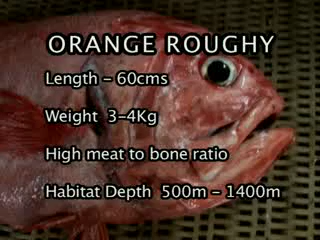 ORANGE ROUGHY
Length - 60cms
Weight  3-4Kg
High meat to bone ratio
Habitat Depth  500m - 1400m